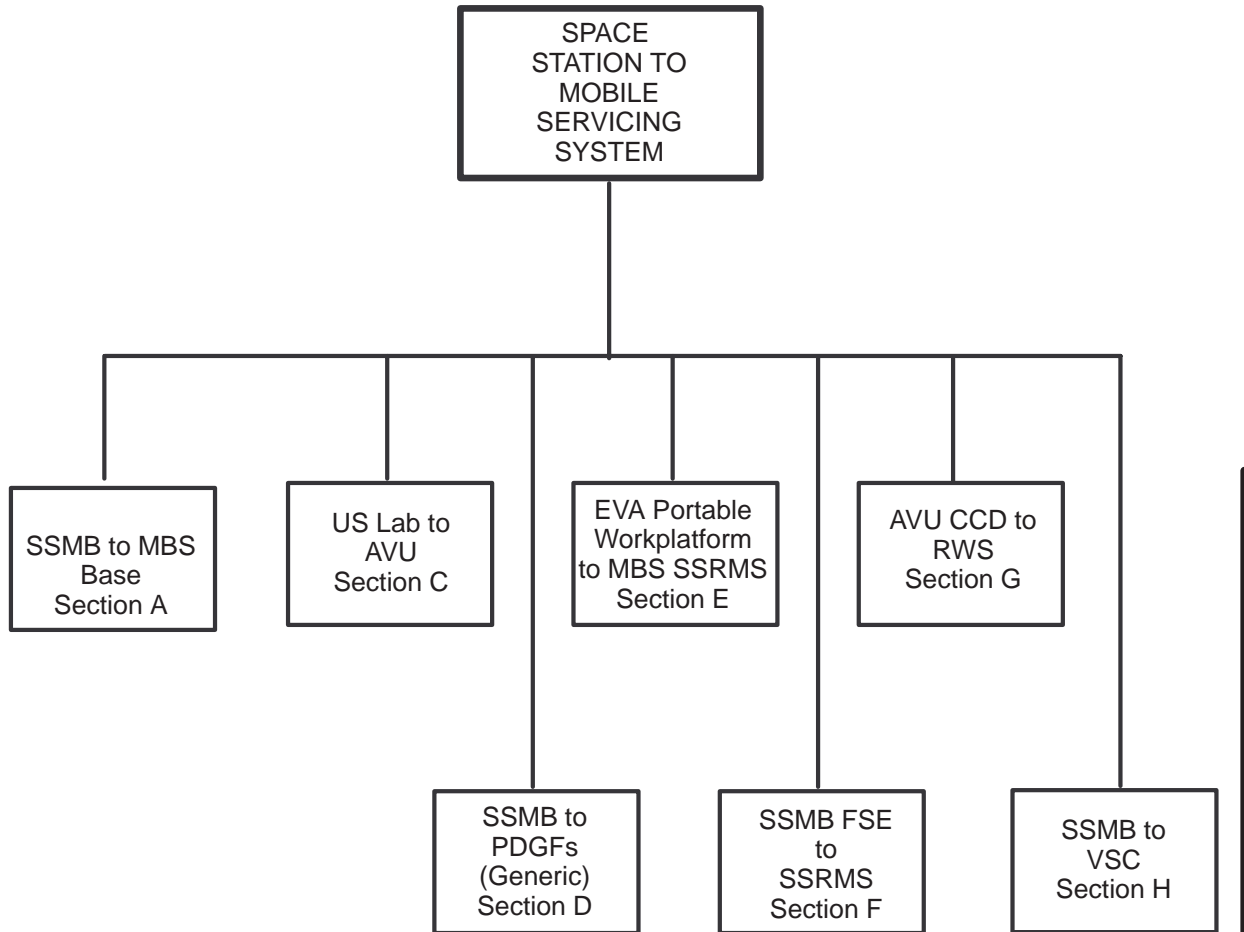 SPACE
STATION TO
MOBILE
SERVICING
SYSTEM
SSMB to MBS
Base
Section A
US Lab to
AVU
Section C
EVA Portable
Workplatform
to MBS SSRMS
Section E
AVU CCD to
RWS
Section G
SSMB to
PDGFs
(Generic)
Section D
SSMB FSE
to
SSRMS
Section F
SSMB to
VSC
Section H